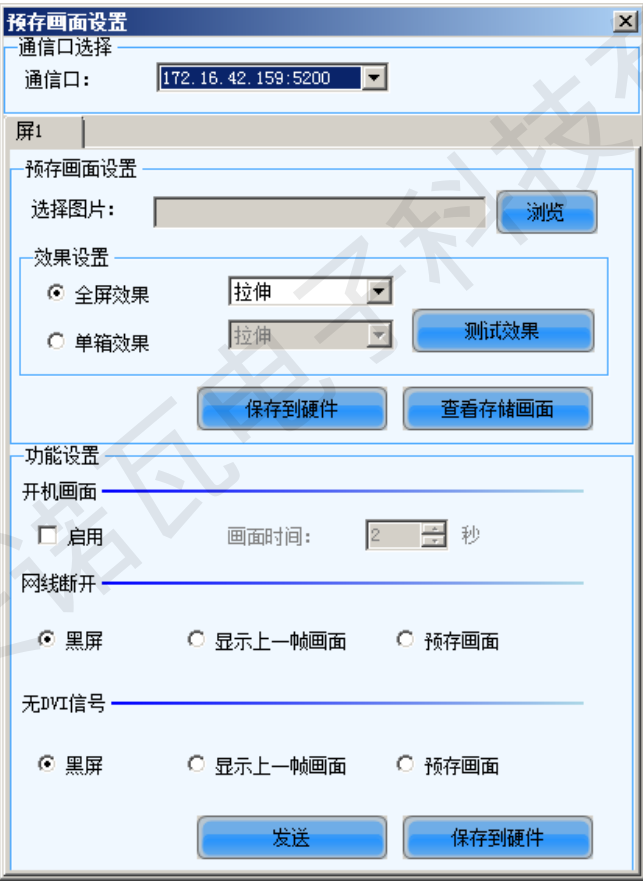 预存画面设置
通信口选择
通信口: 172.16.42.159:5200
屏1
预存画面设置
选择图片: 浏览
效果设置
全屏效果 拉伸
单箱效果 拉伸 测试效果
保存到硬件 查看存储画面
功能设置
开机画面
启用 画面时间: 2 秒
网线断开
黑屏 显示上一帧画面 预存画面
无DVI信号
黑屏 显示上一帧画面 预存画面
发送 保存到硬件
诺瓦电子科技